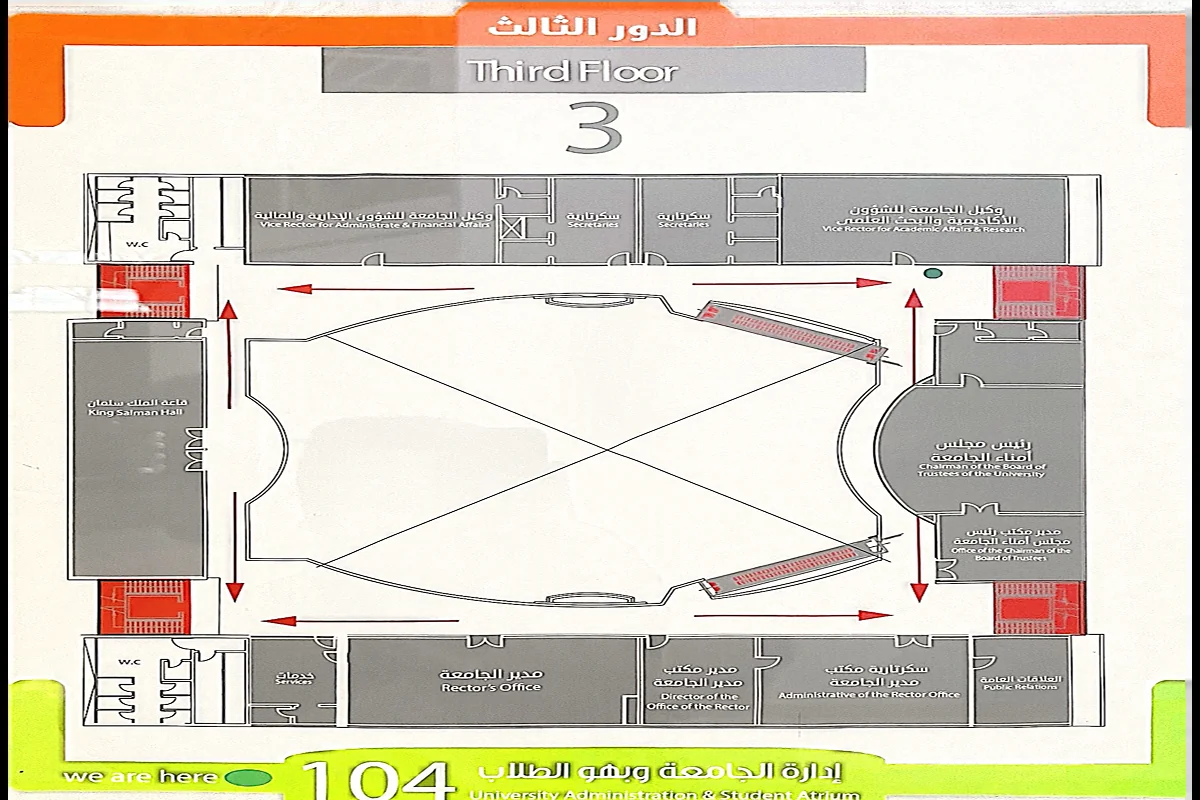 الدور الثالث
Third Floor
3
وكيل الجامعة للشؤون الإدارية والمالية
Vice Rector for Administrate & Financial Affairs
سكرتارية
Secretaries
سكرتارية
Secretaries
وكيل الجامعة للشؤون
الأكاديمية والبحث العلمي
Vice Rector for Academic Affairs & Research
W.C
قاعة الملك سلمان
King Salman Hall
رئيس مجلس
أمناء الجامعة
Chairman of the Board of
Trustees of the University
مدير مكتب رئيس
مجلس أمناء الجامعة
Office of the Chairman of the
Board of Trustees
W.C
خدمات
Services
مدير الجامعة
Rector's Office
مدير مكتب
مدير الجامعة
Director of the
Office of the Rector
سكرتارية مكتب
مدير الجامعة
Administrative of the Rector Office
العلاقات العامة
Public Relations
we are here
104
إدارة الجامعة وبهو الطلاب
University Administration & Student Atrium